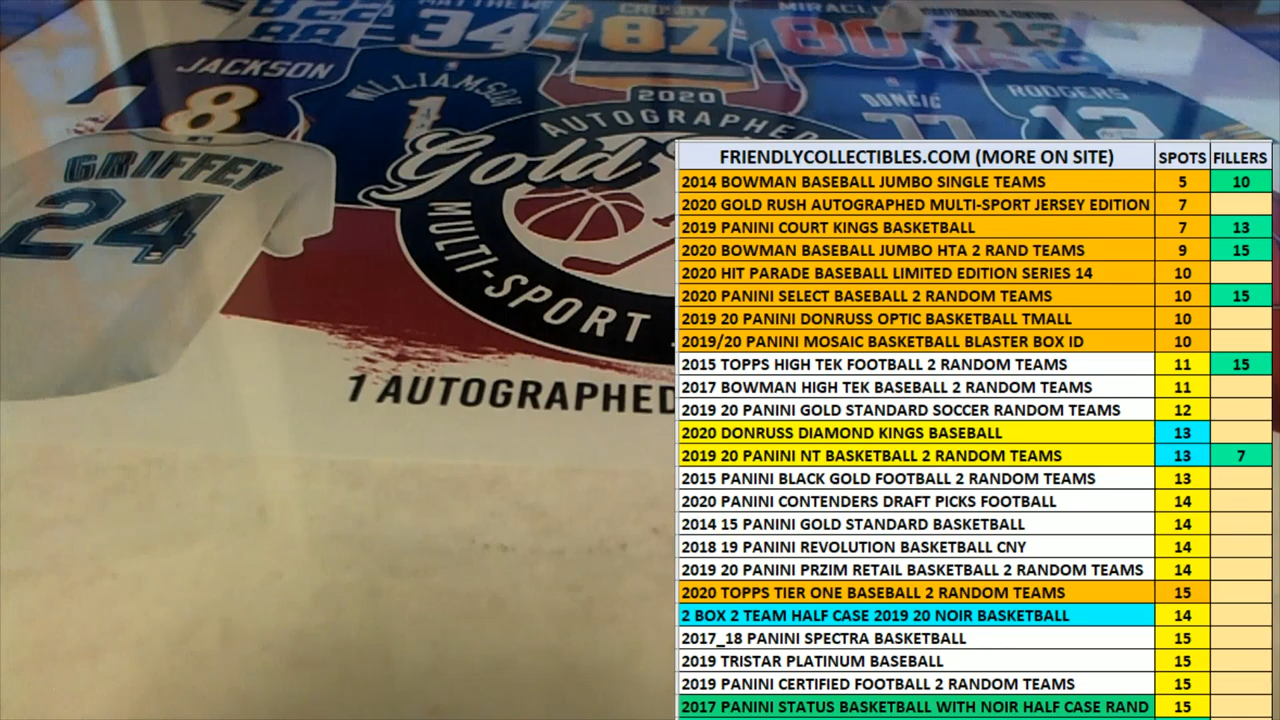 MATTHEWS
34
CROSBY
87
MIRACLE
80
JACKSON
8
WILLIAMSON
1
DONČIĆ
77
RODGERS
12
GRIFFEY
24
2020
AUTOGRAPHED
Gold
MULTI-SPORT
1 AUTOGRAPHED
FRIENDLYCOLLECTIBLES.COM (MORE ON SITE) SPOTS FILLERS
2014 BOWMAN BASEBALL JUMBO SINGLE TEAMS 5 10
2020 GOLD RUSH AUTOGRAPHED MULTI-SPORT JERSEY EDITION 7
2019 PANINI COURT KINGS BASKETBALL 7 13
2020 BOWMAN BASEBALL JUMBO HTA 2 RAND TEAMS 9 15
2020 HIT PARADE BASEBALL LIMITED EDITION SERIES 14 10
2020 PANINI SELECT BASEBALL 2 RANDOM TEAMS 10 15
2019 20 PANINI DONRUSS OPTIC BASKETBALL TMALL 10
2019/20 PANINI MOSAIC BASKETBALL BLASTER BOX ID 10
2015 TOPPS HIGH TEK FOOTBALL 2 RANDOM TEAMS 11 15
2017 BOWMAN HIGH TEK BASEBALL 2 RANDOM TEAMS 11
2019 20 PANINI GOLD STANDARD SOCCER RANDOM TEAMS 12
2020 DONRUSS DIAMOND KINGS BASEBALL 13
2019 20 PANINI NT BASKETBALL 2 RANDOM TEAMS 13 7
2015 PANINI BLACK GOLD FOOTBALL 2 RANDOM TEAMS 13
2020 PANINI CONTENDERS DRAFT PICKS FOOTBALL 14
2014 15 PANINI GOLD STANDARD BASKETBALL 14
2018 19 PANINI REVOLUTION BASKETBALL CNY 14
2019 20 PANINI PRZIM RETAIL BASKETBALL 2 RANDOM TEAMS 14
2020 TOPPS TIER ONE BASEBALL 2 RANDOM TEAMS 15
2 BOX 2 TEAM HALF CASE 2019 20 NOIR BASKETBALL 14
2017_18 PANINI SPECTRA BASKETBALL 15
2019 TRISTAR PLATINUM BASEBALL 15
2019 PANINI CERTIFIED FOOTBALL 2 RANDOM TEAMS 15
2017 PANINI STATUS BASKETBALL WITH NOIR HALF CASE RAND 15